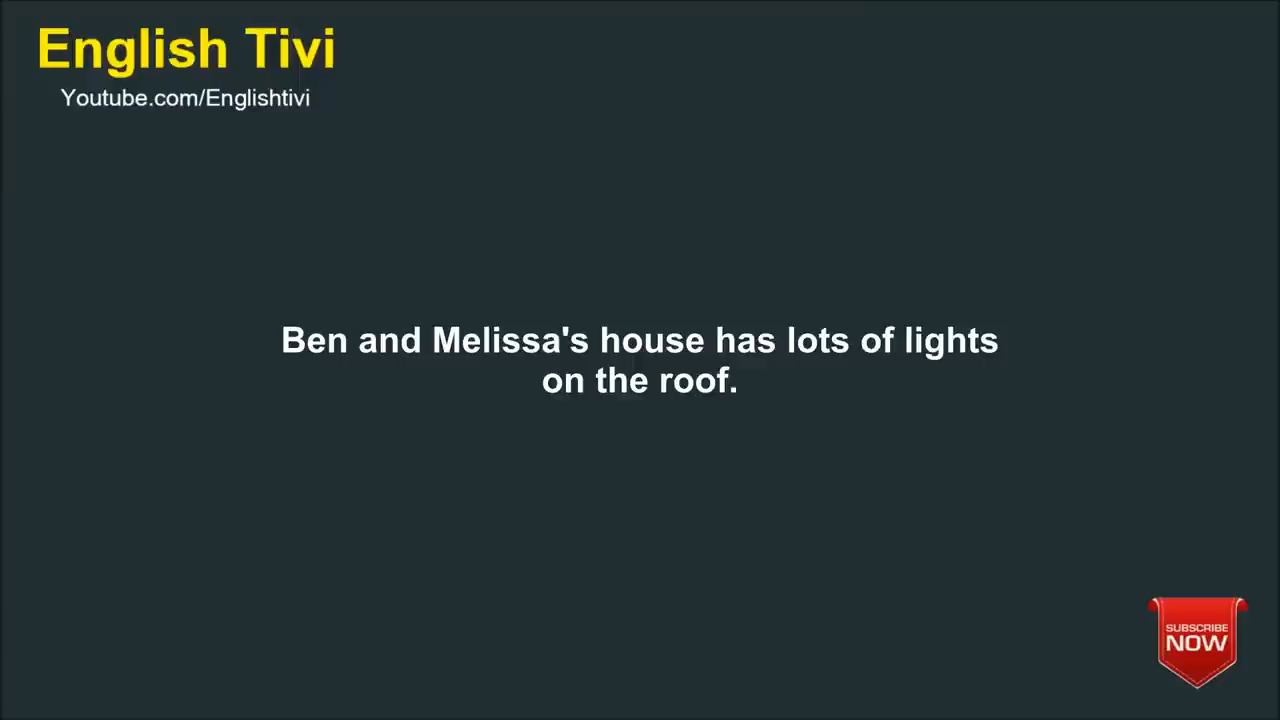 English Tivi
Youtube.com/Englishtivi
Ben and Melissa's house has lots of lights
on the roof.
SUBSCRIBE
NOW